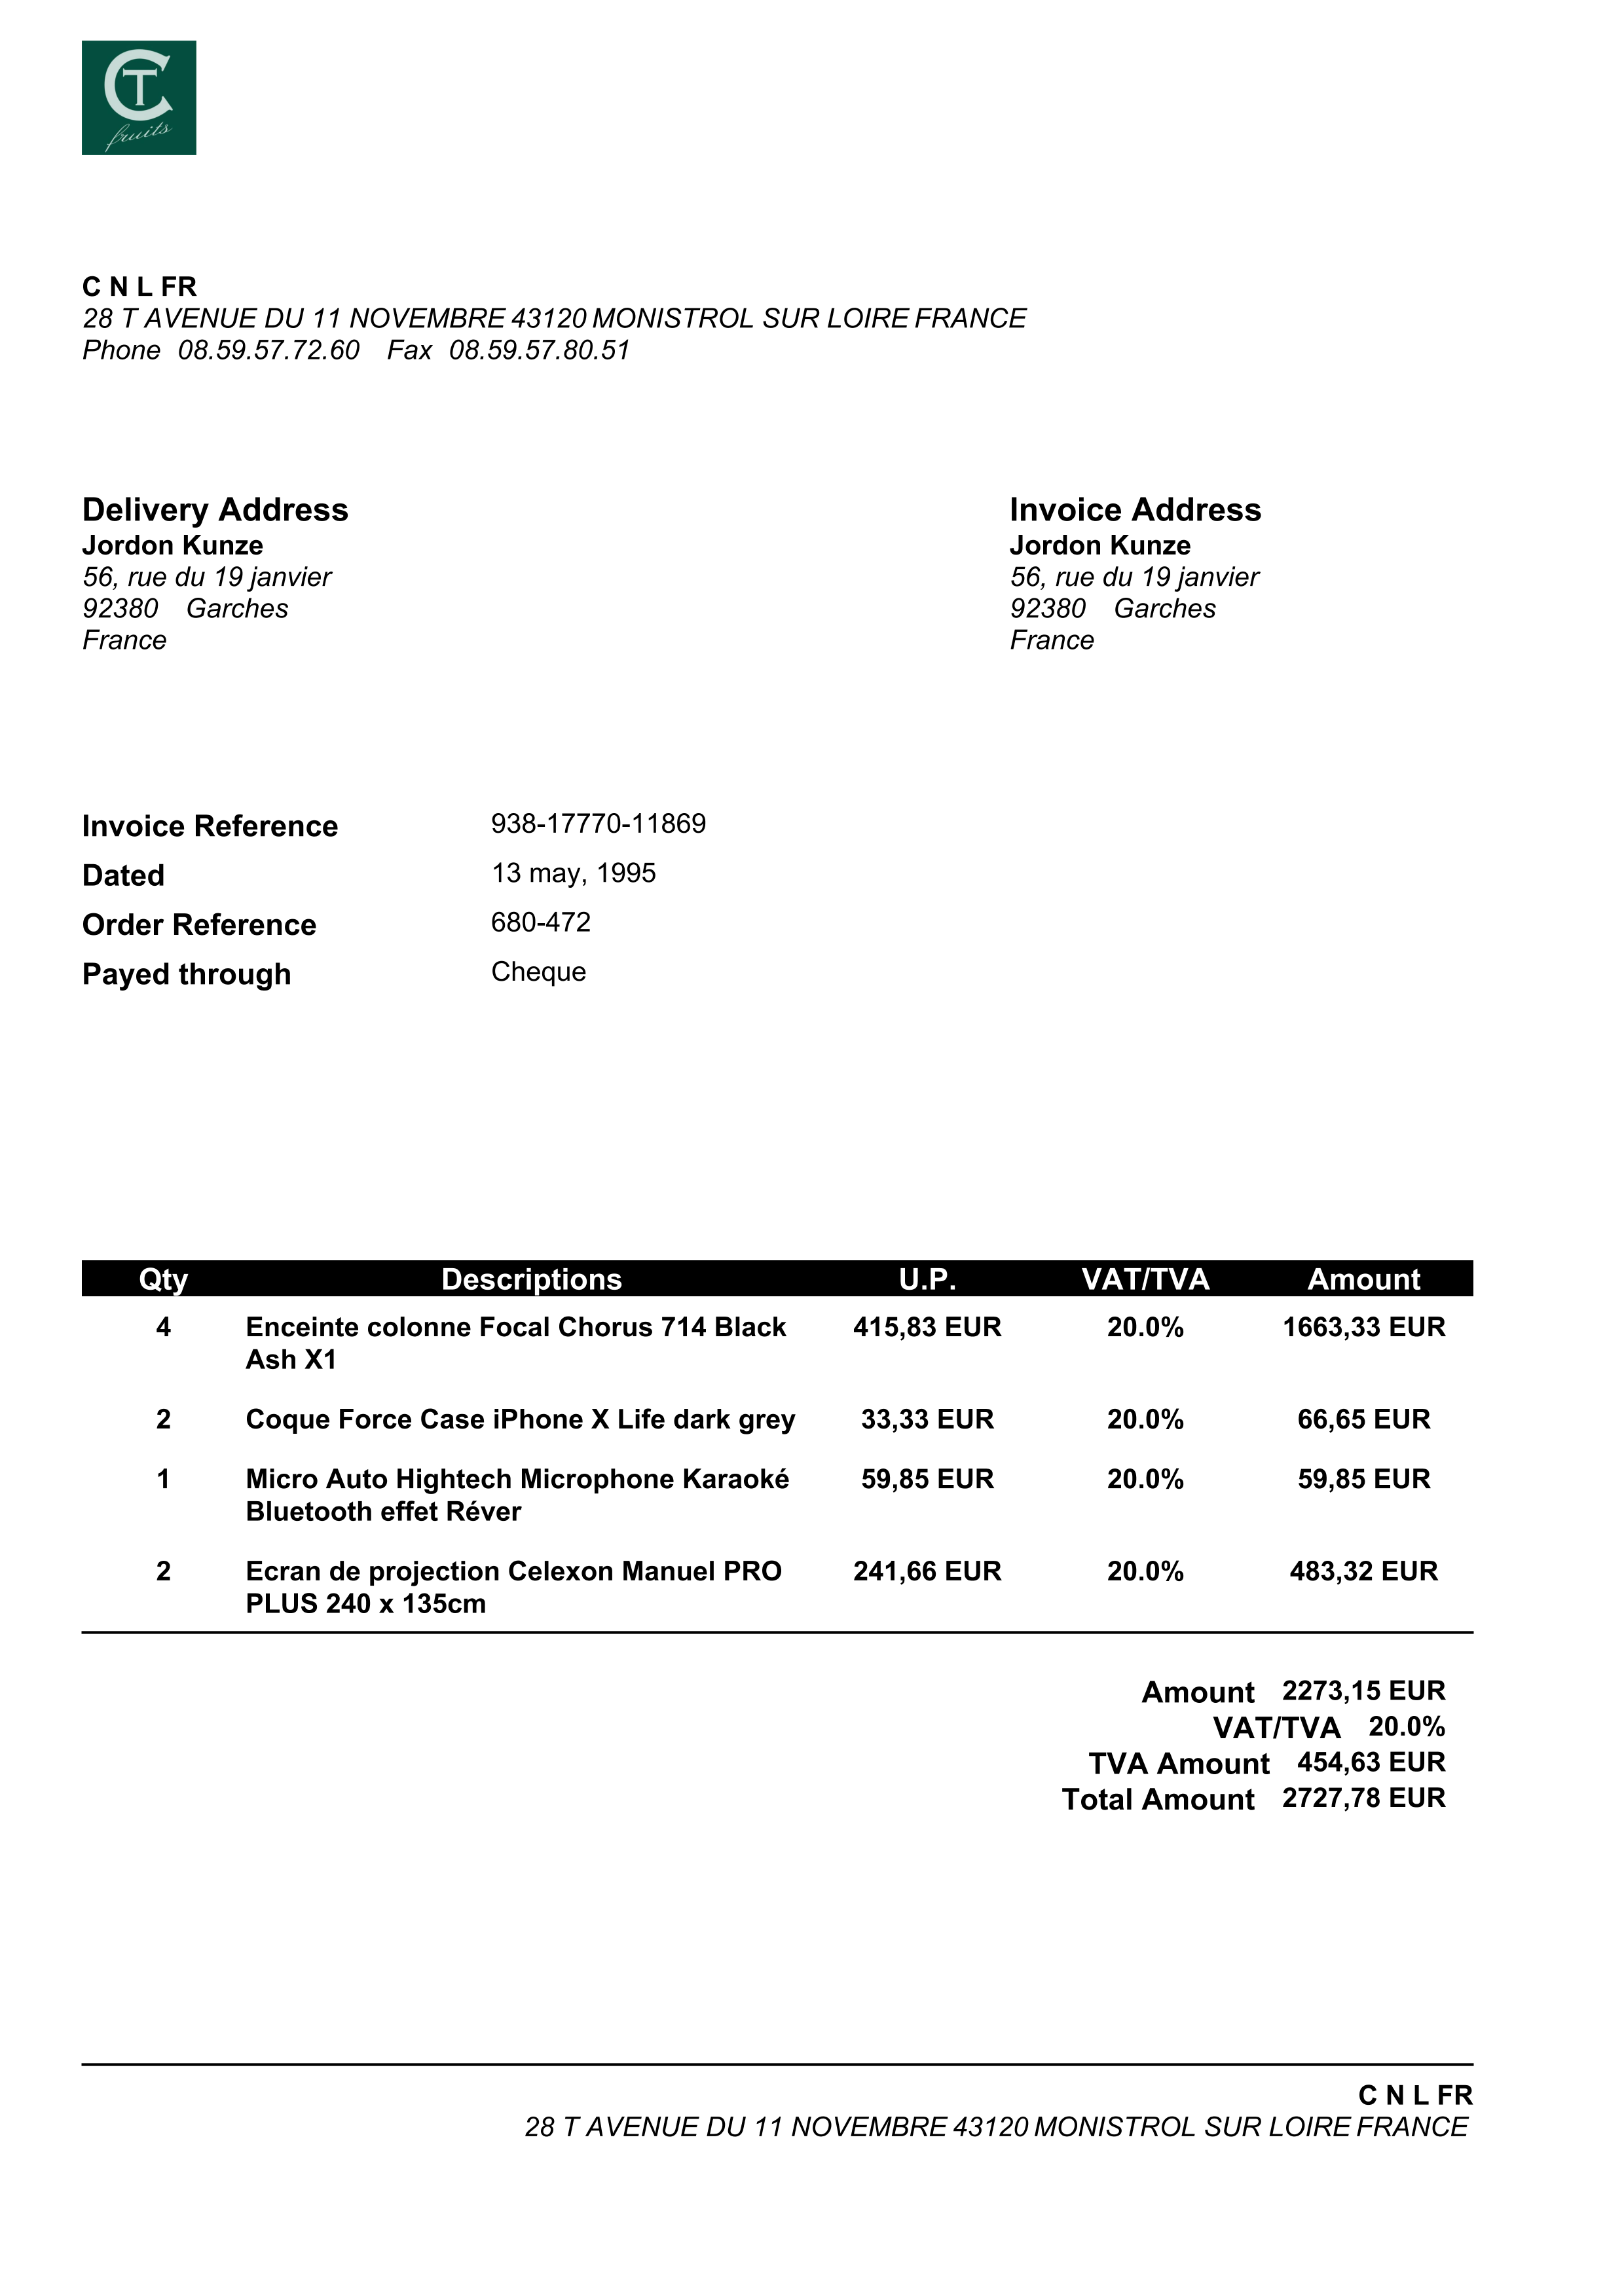 CT
fruits
C N L FR
28 T AVENUE DU 11 NOVEMBRE 43120 MONISTROL SUR LOIRE FRANCE
Phone 08.59.57.72.60 Fax 08.59.57.80.51
Delivery Address
Jordon Kunze
56, rue du 19 janvier
92380 Garches
France
Invoice Address
Jordon Kunze
56, rue du 19 janvier
92380 Garches
France
Invoice Reference 938-17770-11869
Dated 13 may, 1995
Order Reference 680-472
Payed through Cheque
Qty Descriptions U.P. VAT/TVA Amount
4 Enceinte colonne Focal Chorus 714 Black 415,83 EUR 20.0% 1663,33 EUR
Ash X1
2 Coque Force Case iPhone X Life dark grey 33,33 EUR 20.0% 66,65 EUR
1 Micro Auto Hightech Microphone Karaoké 59,85 EUR 20.0% 59,85 EUR
Bluetooth effet Réver
2 Ecran de projection Celexon Manuel PRO 241,66 EUR 20.0% 483,32 EUR
PLUS 240 x 135cm
Amount 2273,15 EUR
VAT/TVA 20.0%
TVA Amount 454,63 EUR
Total Amount 2727,78 EUR
C N L FR
28 T AVENUE DU 11 NOVEMBRE 43120 MONISTROL SUR LOIRE FRANCE